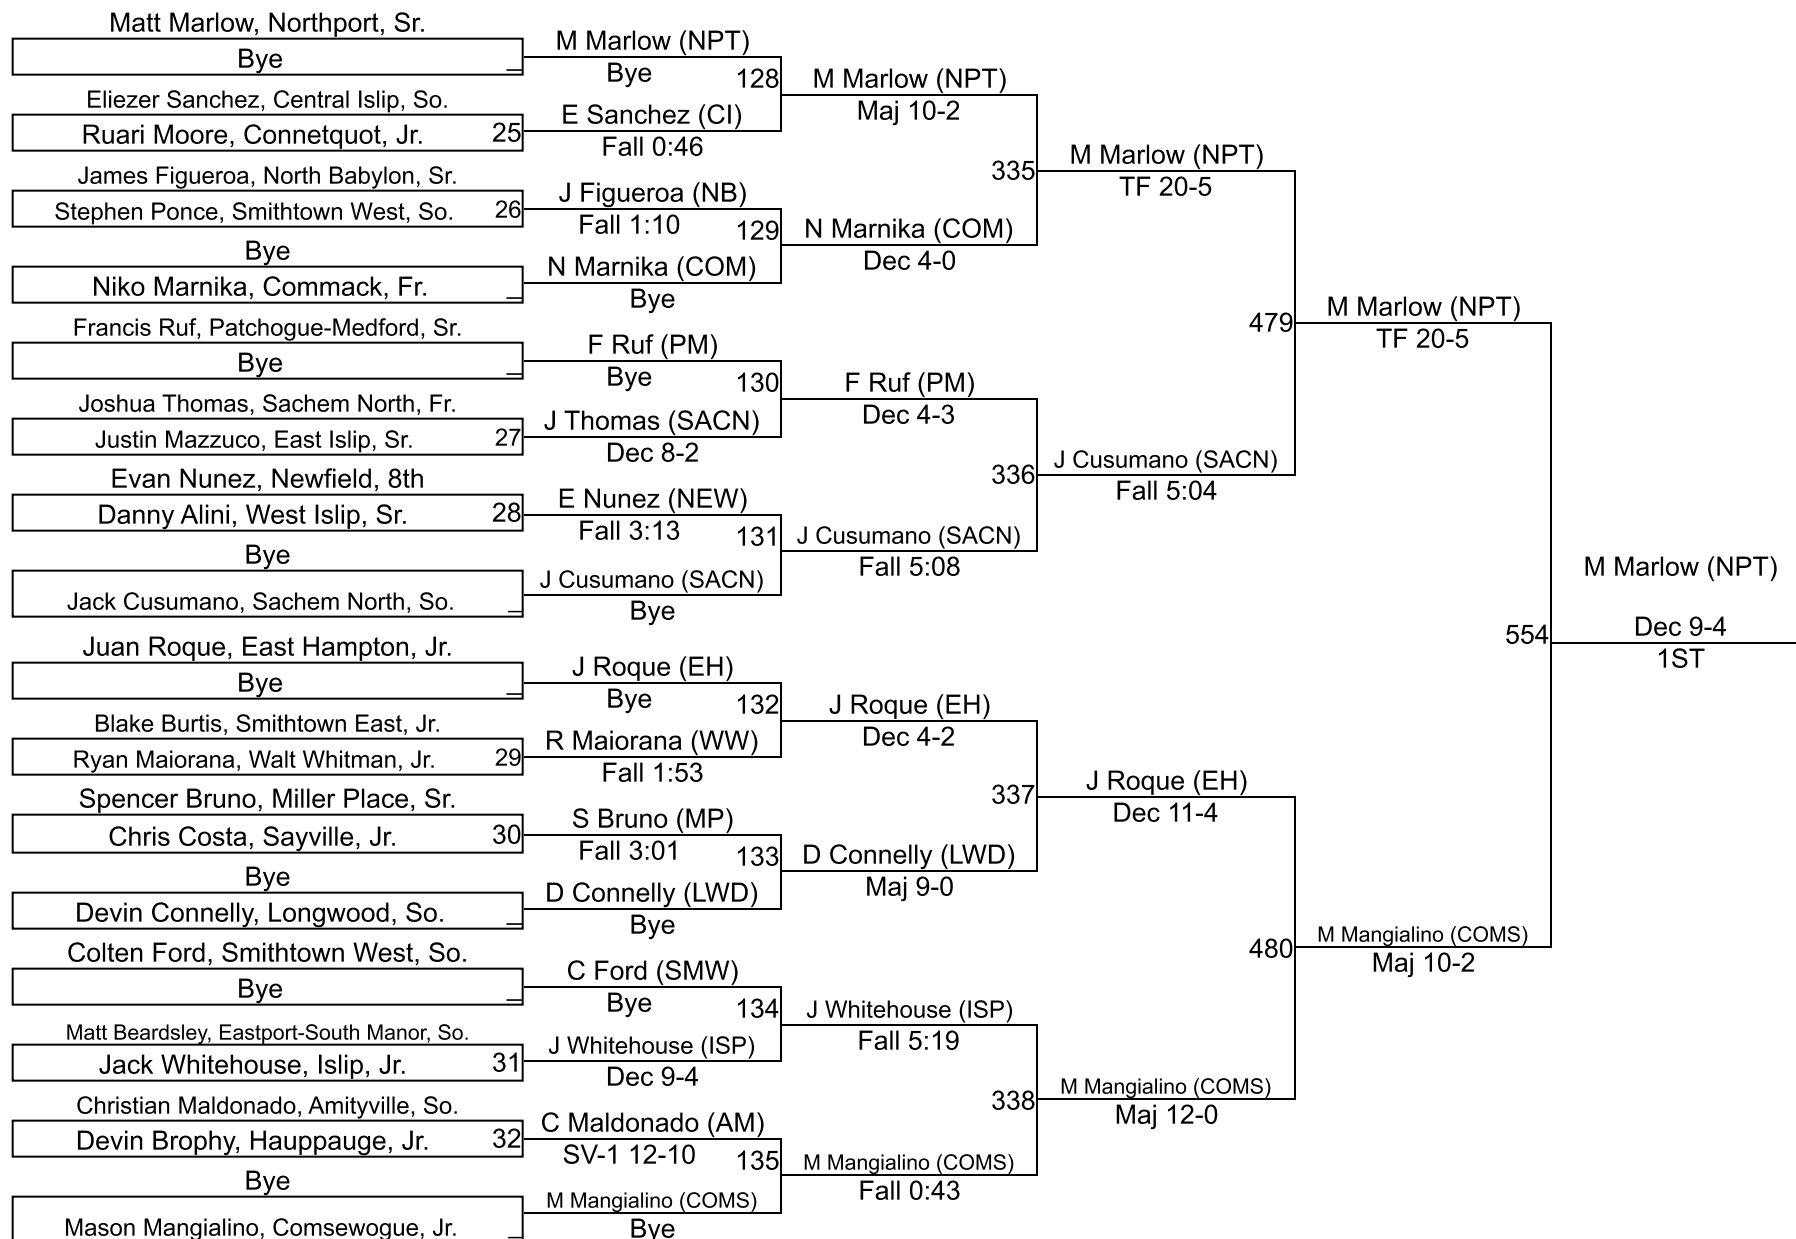 Matt Marlow, Northport, Sr.
Bye _
Eliezer Sanchez, Central Islip, So.
Ruari Moore, Connetquot, Jr. 25
James Figueroa, North Babylon, Sr.
Stephen Ponce, Smithtown West, So. 26
Bye
Niko Marnika, Commack, Fr. _
Francis Ruf, Patchogue-Medford, Sr.
Bye _
Joshua Thomas, Sachem North, Fr.
Justin Mazzuco, East Islip, Sr. 27
Evan Nunez, Newfield, 8th
Danny Alini, West Islip, Sr. 28
Bye
Jack Cusumano, Sachem North, So. _
Juan Roque, East Hampton, Jr.
Bye _
Blake Burtis, Smithtown East, Jr.
Ryan Maiorana, Walt Whitman, Jr. 29
Spencer Bruno, Miller Place, Sr.
Chris Costa, Sayville, Jr. 30
Bye
Devin Connelly, Longwood, So. _
Colten Ford, Smithtown West, So.
Bye _
Matt Beardsley, Eastport-South Manor, So.
Jack Whitehouse, Islip, Jr. 31
Christian Maldonado, Amityville, So.
Devin Brophy, Hauppauge, Jr. 32
Bye
Mason Mangialino, Comsewogue, Jr. _
M Marlow (NPT)
Bye
128
E Sanchez (CI)
Fall 0:46
J Figueroa (NB)
Fall 1:10
129
N Marnika (COM)
Bye
F Ruf (PM)
Bye
130
J Thomas (SACN)
Dec 8-2
E Nunez (NEW)
Fall 3:13
131
J Cusumano (SACN)
Bye
J Roque (EH)
Bye
132
R Maiorana (WW)
Fall 1:53
S Bruno (MP)
Fall 3:01
133
D Connelly (LWD)
Bye
C Ford (SMW)
Bye
134
J Whitehouse (ISP)
Dec 9-4
C Maldonado (AM)
SV-1 12-10
135
M Mangialino (COMS)
Bye
M Marlow (NPT)
Maj 10-2
335
N Marnika (COM)
Dec 4-0
F Ruf (PM)
Dec 4-3
336
J Cusumano (SACN)
Fall 5:08
J Roque (EH)
Dec 4-2
337
D Connelly (LWD)
Maj 9-0
J Whitehouse (ISP)
Fall 5:19
338
M Mangialino (COMS)
Fall 0:43
M Marlow (NPT)
TF 20-5
479
J Cusumano (SACN)
Fall 5:04
J Roque (EH)
Dec 11-4
480
M Mangialino (COMS)
Maj 12-0
M Marlow (NPT)
TF 20-5
554
M Mangialino (COMS)
Maj 10-2
M Marlow (NPT)
Dec 9-4
1ST